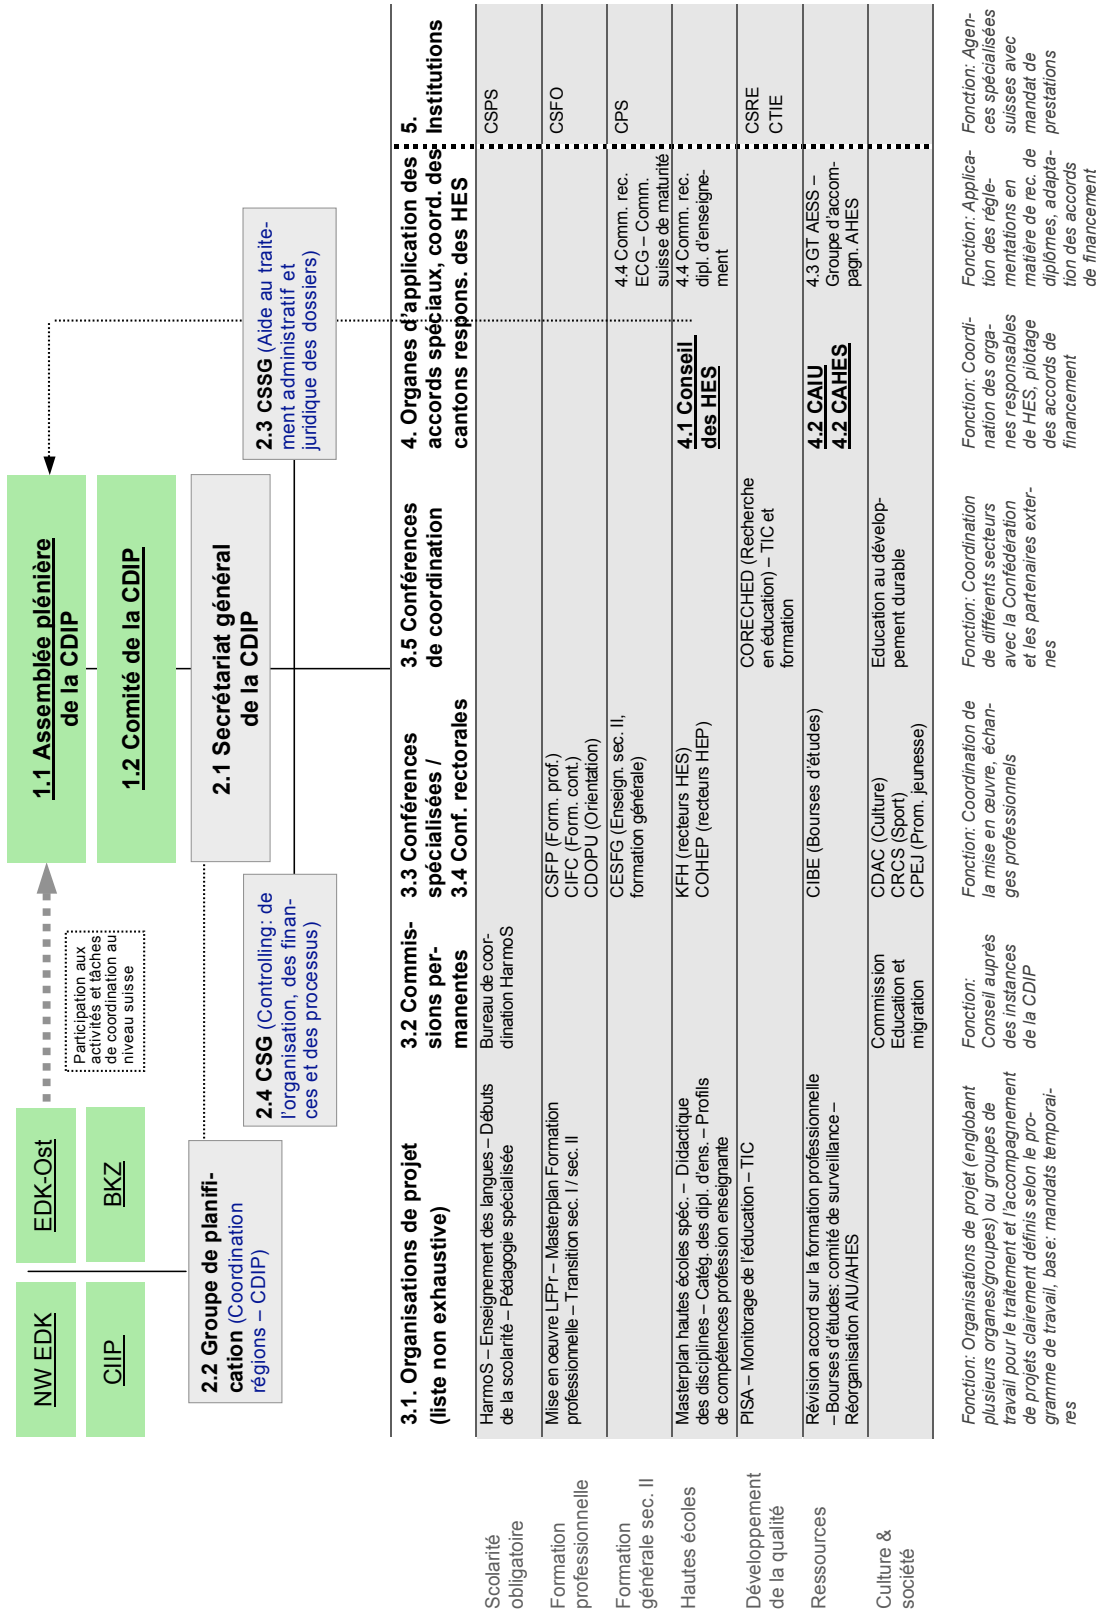 NW EDK
EDK-Ost
CIIP
BKZ
Participation aux
activités et tâches
de coordination au
niveau suisse
1.1 Assemblée plénière
de la CDIP
1.2 Comité de la CDIP
2.1 Secrétariat général
de la CDIP
2.2 Groupe de planifi-
cation (Coordination
régions – CDIP)
2.4 CSG (Controlling: de
l'organisation, des finan-
ces et des processus)
2.3 CSSG (Aide au traite-
ment administratif et
juridique des dossiers)
3.1. Organisations de projet
(liste non exhaustive)
3.2 Commis-
sions per-
manentes
3.3 Conférences
spécialisées /
3.4 Conf. rectorales
3.5 Conférences
de coordination
4. Organes d'application des
accords spéciaux, coord. des
cantons respons. des HES
5.
Institutions
Scolarité
obligatoire
HarmoS – Enseignement des langues – Débuts
de la scolarité – Pédagogie spécialisée
Bureau de coor-
dination HarmoS
CSPS
Formation
professionnelle
Mise en œuvre LFPr – Masterplan Formation
professionnelle – Transition sec. I / sec. II
CSFP (Form. prof.)
CIFC (Form. cont.)
CDOPU (Orientation)
CSFO
Formation
générale sec. II
CESFG (Enseign. sec. II,
formation générale)
4.4 Comm. rec.
ECG – Comm.
suisse de maturité
CPS
Hautes écoles
Masterplan hautes écoles spéc. – Didactique
des disciplines – Catég. des dipl. d'ens. – Profils
de compétences profession enseignante
KFH (recteurs HES)
COHEP (recteurs HEP)
4.1 Conseil
des HES
4.4 Comm. rec.
dipl. d'enseigne-
ment
Développement
de la qualité
PISA – Monitorage de l'éducation – TIC
CORECHED (Recherche
en éducation) – TIC et
formation
CSRE
CTIE
Ressources
Révision accord sur la formation professionnelle
– Bourses d'études: comité de surveillance –
Réorganisation AIU/AHES
CIBE (Bourses d'études)
4.2 CAIU
4.2 CAHES
4.3 GT AESS –
Groupe d'accom-
pagn. AHES
Culture &
société
Commission
Education et
migration
CDAC (Culture)
CRCS (Sport)
CPEJ (Prom. jeunesse)
Education au dévelop-
pement durable
Fonction: Organisations de projet (englobant
plusieurs organes/groupes) ou groupes de
travail pour le traitement et l'accompagnement
de projets clairement définis selon le pro-
gramme de travail, base: mandats temporai-
res
Fonction:
Conseil auprès
des instances
de la CDIP
Fonction: Coordination de
la mise en œuvre, échan-
ges professionnels
Fonction: Coordination
de différents secteurs
avec la Confédération
et les partenaires exter-
nes
Fonction: Coordi-
nation des orga-
nes responsables
de HES, pilotage
des accords de
financement
Fonction: Applica-
tion des régle-
mentations en
matière de rec. de
diplômes, adapta-
tion des accords
de financement
Fonction: Agen-
ces spécialisées
suisses avec
mandat de
prestations